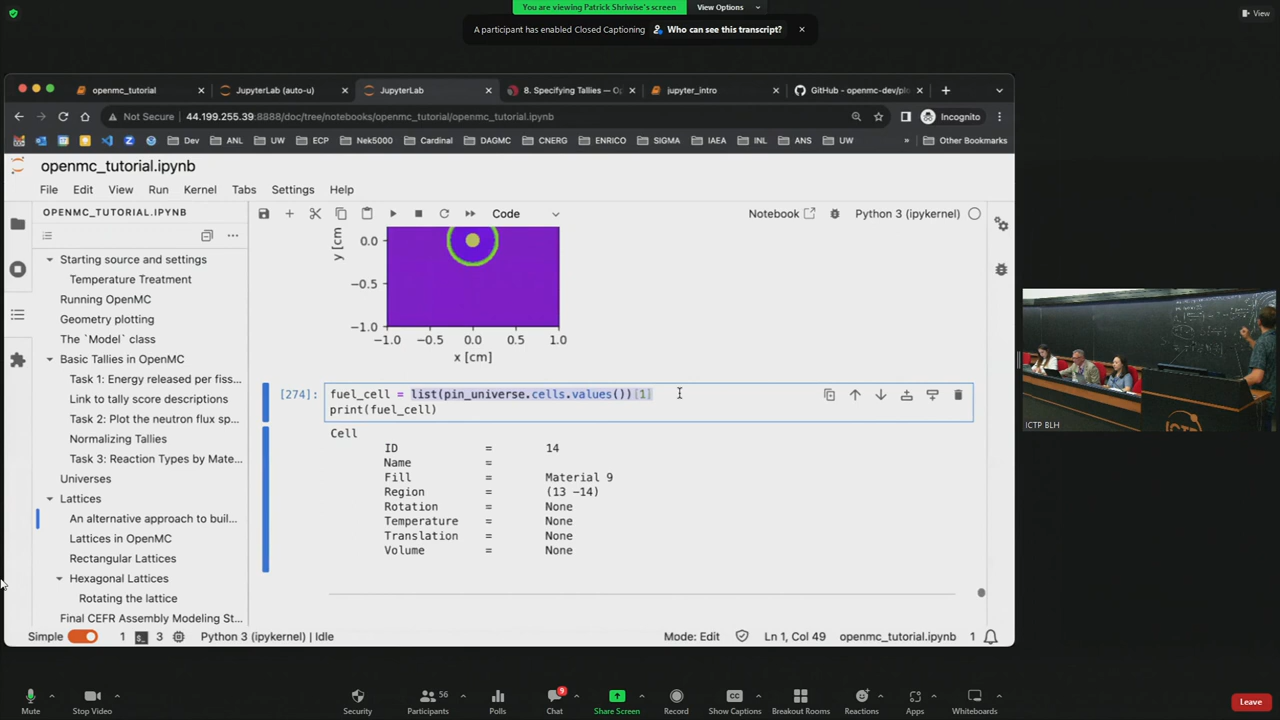 You are viewing Patrick Shriwise's screen
View Options
View
A participant has enabled Closed Captioning
Who can see this transcript?
openmc_tutorial
JupyterLab (auto-u)
JupyterLab
8. Specifying Tallies — O
jupyter_intro
GitHub - openmc-dev/ple
Not Secure
44.199.255.39:8888/doc/tree/notebooks/openmc_tutorial/openmc_tutorial.ipynb
Incognito
Dev
ANL
UW
ECP
Nek5000
Cardinal
DAGMC
CNERG
ENRICO
SIGMA
IAEA
INL
ANS
UW
»
Other Bookmarks
openmc_tutorial.ipynb
File
Edit
View
Run
Kernel
Tabs
Settings
Help
OPENMC_TUTORIAL.IPYNB
Code
Notebook
Python 3 (ipykernel)
Starting source and settings
Temperature Treatment
Running OpenMC
Geometry plotting
The `Model` class
Basic Tallies in OpenMC
Task 1: Energy released per fiss...
Link to tally score descriptions
Task 2: Plot the neutron flux sp...
Normalizing Tallies
Task 3: Reaction Types by Mate...
Universes
Lattices
An alternative approach to buil...
Lattices in OpenMC
Rectangular Lattices
Hexagonal Lattices
Rotating the lattice
Final CEFR Assembly Modeling St...
y [cm
0.0
−0.5
−1.0
−1.0
−0.5
0.0
0.5
1.0
x [cm]
[274]:
fuel_cell = list(pin_universe.cells.values())[1]
print(fuel_cell)
Cell
ID = 14
Name =
Fill = Material 9
Region = (13 -14)
Rotation = None
Temperature = None
Translation = None
Volume = None
ICTP BLH
Simple
1
3
Python 3 (ipykernel) | Idle
Mode: Edit
Ln 1, Col 49
openmc_tutorial.ipynb
1
Mute
Stop Video
Security
56
Participants
Polls
9
Chat
Share Screen
Record
CC
Show Captions
Breakout Rooms
Reactions
Apps
Whiteboards
Leave